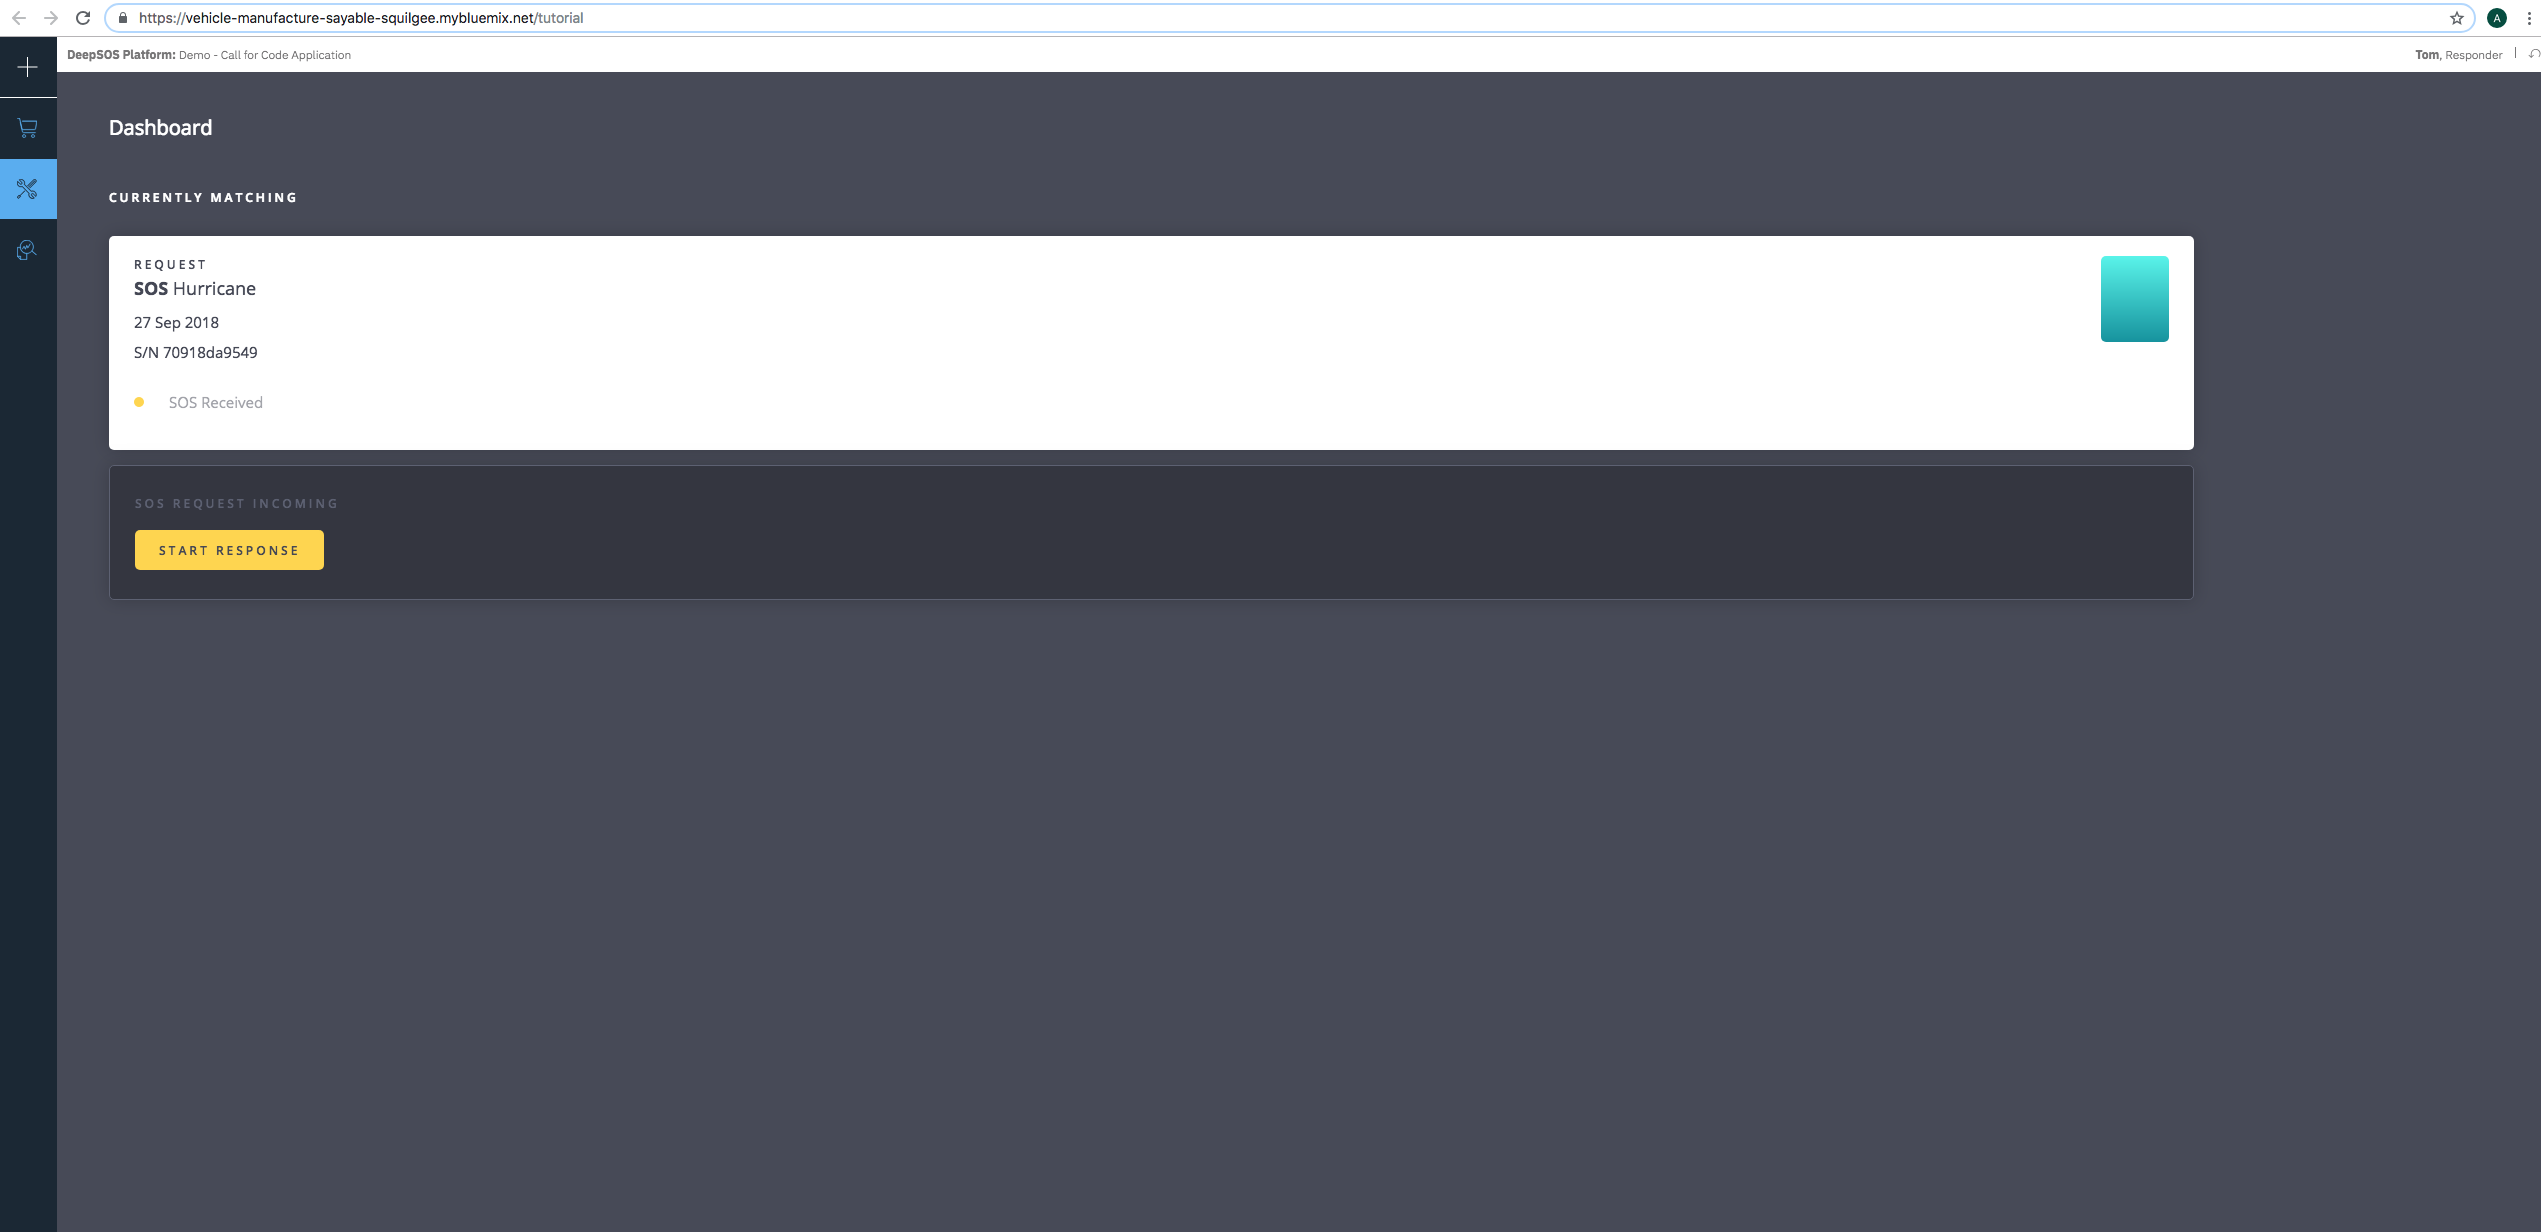 https://vehicle-manufacture-sayable-squilgee.mybluemix.net/tutorial
A
DeepSOS Platform: Demo - Call for Code Application
Tom, Responder
Dashboard
CURRENTLY MATCHING
REQUEST
SOS Hurricane
27 Sep 2018
S/N 70918da9549
SOS Received
SOS REQUEST INCOMING
START RESPONSE